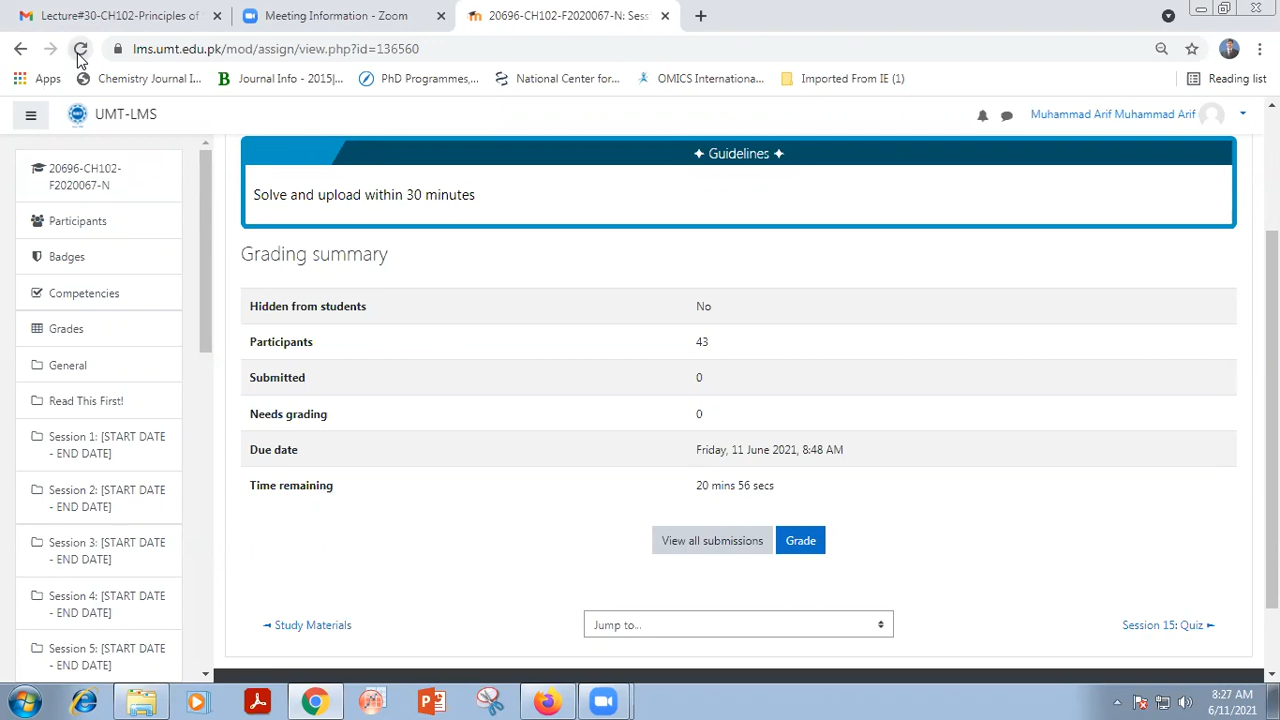 Lecture#30-CH102-Principles of
Meeting Information - Zoom
20696-CH102-F2020067-N: Sess
lms.umt.edu.pk/mod/assign/view.php?id=136560
Apps
Chemistry Journal I...
Journal Info - 2015|...
PhD Programmes,...
National Center for...
OMICS Internationa...
Imported From IE (1)
Reading list
UMT-LMS
Muhammad Arif Muhammad Arif
20696-CH102-
F2020067-N
Participants
Badges
Competencies
Grades
General
Read This First!
Session 1: [START DATE
- END DATE]
Session 2: [START DATE
- END DATE]
Session 3: [START DATE
- END DATE]
Session 4: [START DATE
- END DATE]
Session 5: [START DATE
- END DATE]
✦ Guidelines ✦
Solve and upload within 30 minutes
Grading summary
Hidden from students No
Participants 43
Submitted 0
Needs grading 0
Due date Friday, 11 June 2021, 8:48 AM
Time remaining 20 mins 56 secs
View all submissions Grade
◄ Study Materials
Jump to...
Session 15: Quiz ►
8:27 AM
6/11/2021